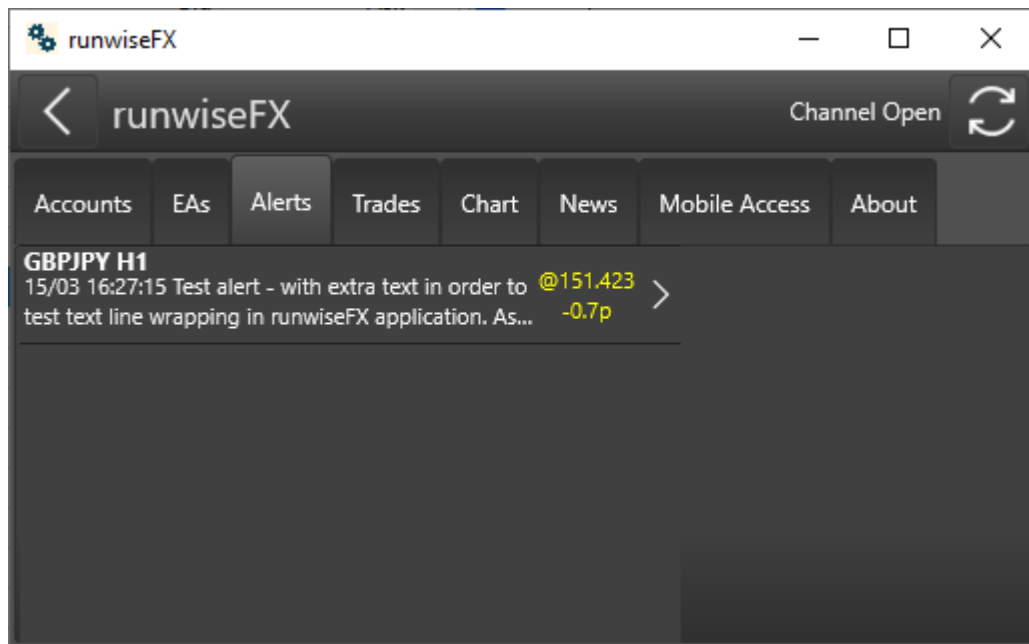 runwiseFX
runwiseFX Channel Open
Accounts EAs Alerts Trades Chart News Mobile Access About
GBPJPY H1
15/03 16:27:15 Test alert - with extra text in order to
test text line wrapping in runwiseFX application. As...
@151.423
-0.7p